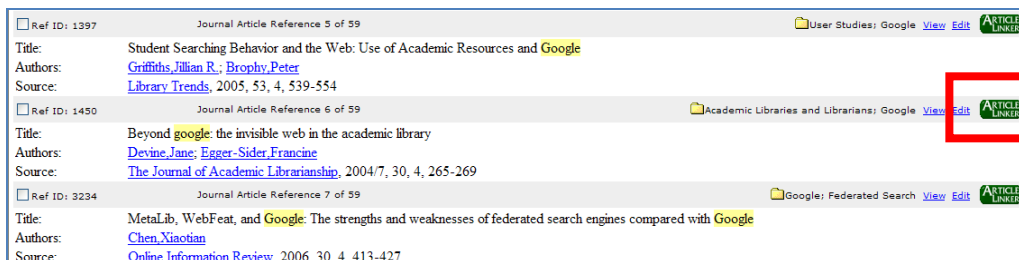 Ref ID: 1397 Journal Article Reference 5 of 59 User Studies; Google View Edit ARTICLE LINKER
Title: Student Searching Behavior and the Web: Use of Academic Resources and Google
Authors: Griffiths,Jillian R.; Brophy,Peter
Source: Library Trends, 2005, 53, 4, 539-554
Ref ID: 1450 Journal Article Reference 6 of 59 Academic Libraries and Librarians; Google View Edit ARTICLE LINKER
Title: Beyond google: the invisible web in the academic library
Authors: Devine,Jane; Egger-Sider,Francine
Source: The Journal of Academic Librarianship, 2004/7, 30, 4, 265-269
Ref ID: 3234 Journal Article Reference 7 of 59 Google; Federated Search View Edit ARTICLE LINKER
Title: MetaLib, WebFeat, and Google: The strengths and weaknesses of federated search engines compared with Google
Authors: Chen,Xiaotian
Source: Online Information Review, 2006, 30, 4, 413-427